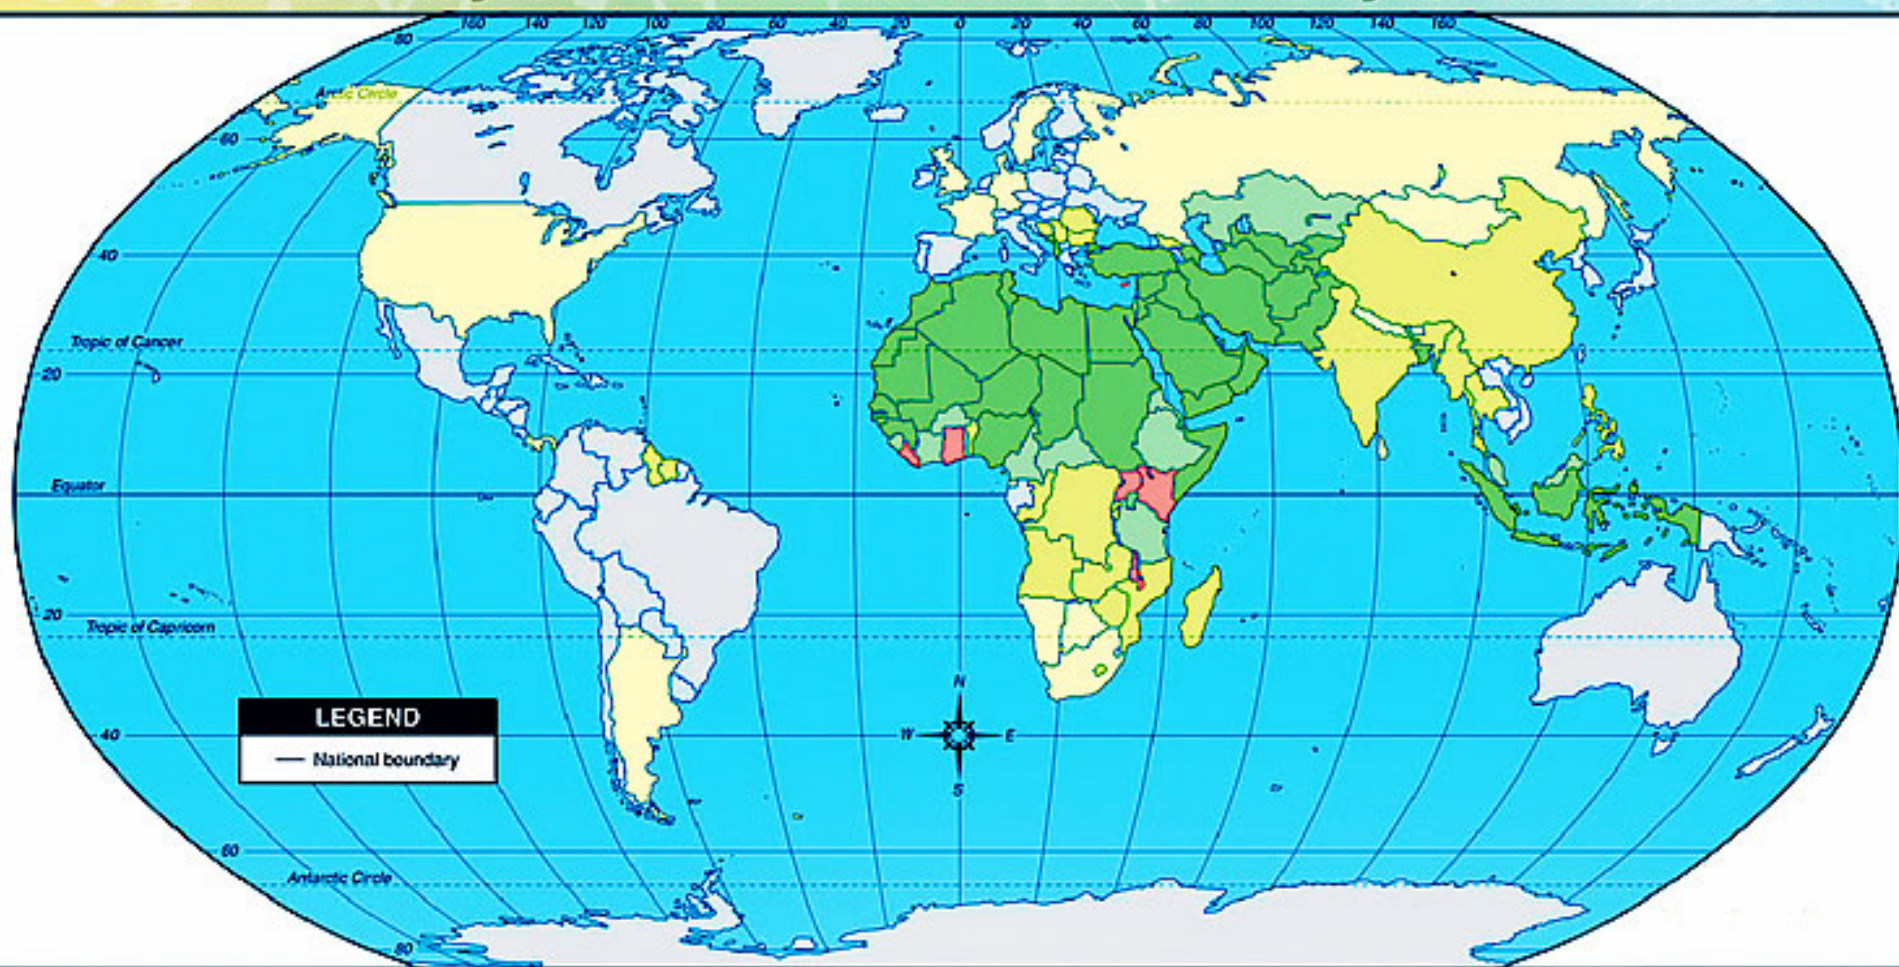 160 140 120 100 80 60 40 20 0 20 40 60 80 100 120 140 160
80
Arctic Circle
60
40
Tropic of Cancer
20
Equator
20
Tropic of Capricorn
N
LEGEND
40
W E
National boundary
S
60
Antarctic Circle
80